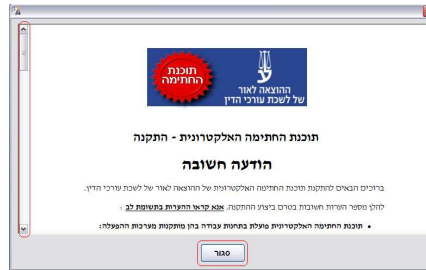 תוכנת
החתימה
ההוצאה לאור
של לשכת עורכי הדין
תוכנת החתימה האלקטרונית - התקנה
הודעה חשובה
ברוכים הבאים להתקנת תוכנת החתימה האלקטרונית של ההוצאה לאור של לשכת עורכי הדין.
להלן מספר הערות חשובות בטרם ביצוע ההתקנה. אנא קראו ההערות בתשומת לב :
• תוכנת החתימה האלקטרונית פועלת בתחנות עבודה בהן מותקנות מערכות ההפעלה:
סגור